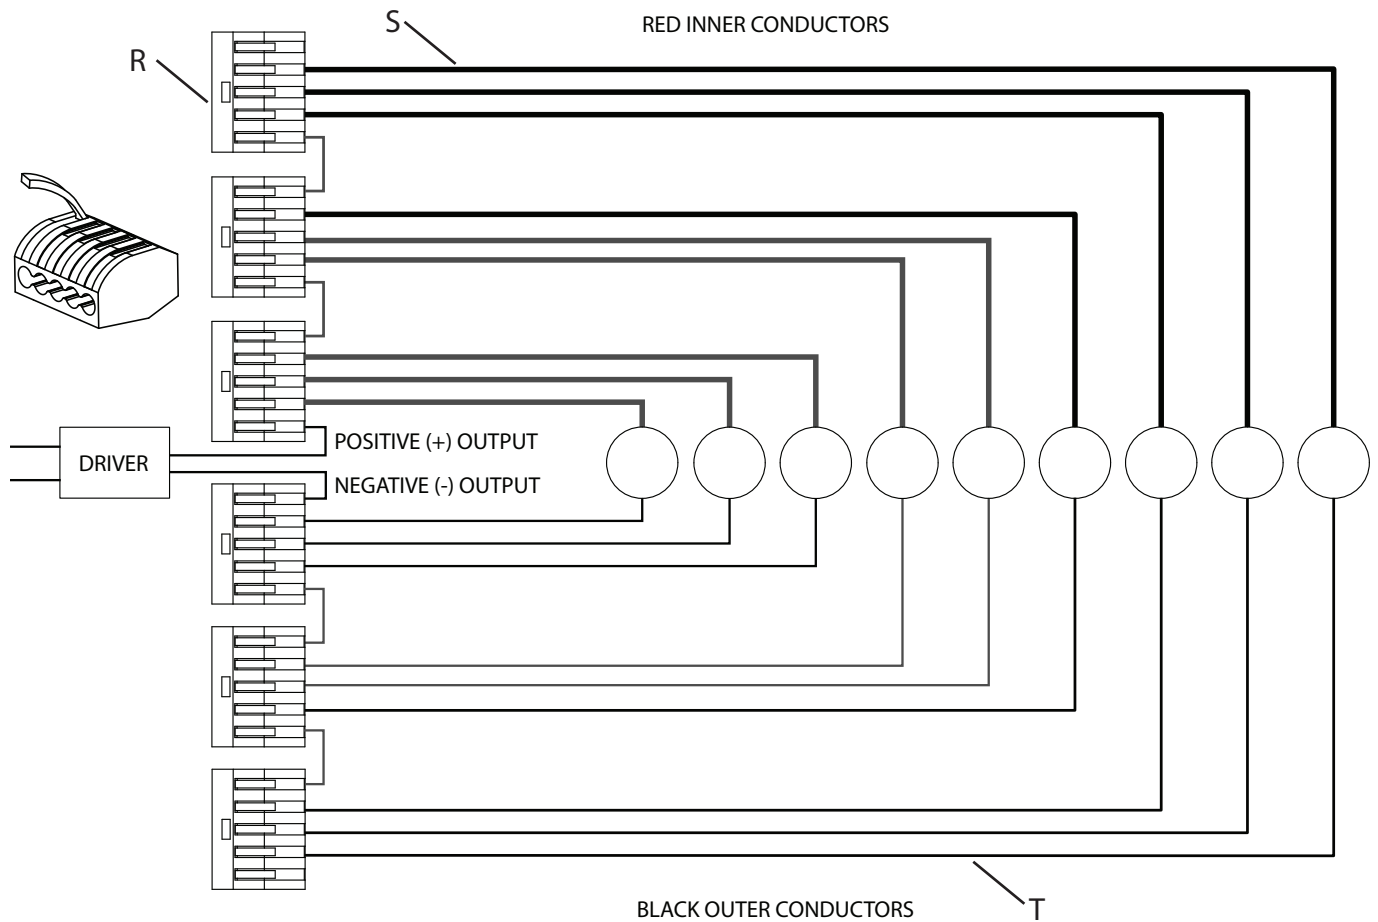 S
RED INNER CONDUCTORS
R
POSITIVE (+) OUTPUT
DRIVER
NEGATIVE (-) OUTPUT
T
BLACK OUTER CONDUCTORS